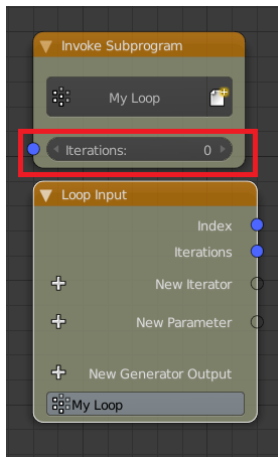 Invoke Subprogram
My Loop
Iterations: 0
Loop Input
Index
Iterations
New Iterator
New Parameter
New Generator Output
My Loop